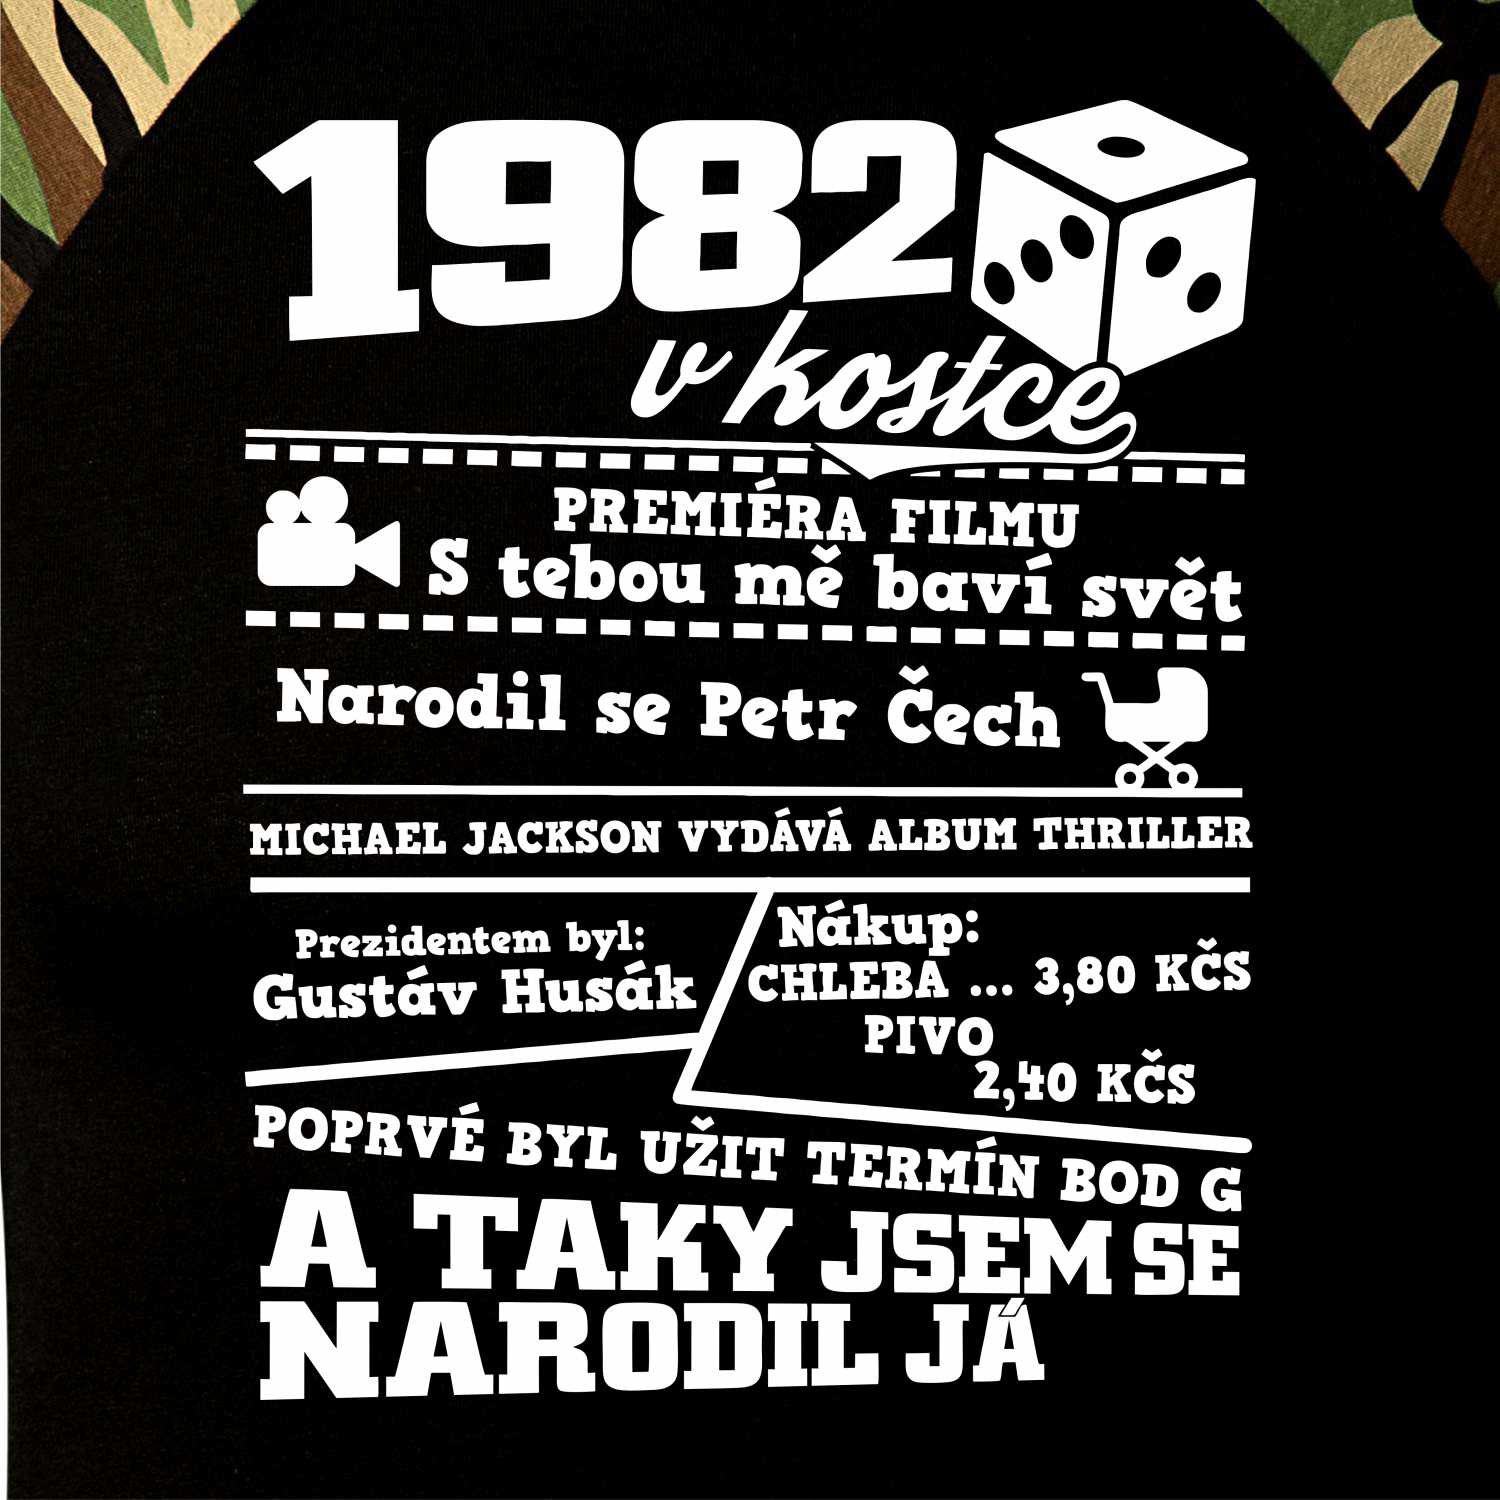 1982
v kostce
PREMIÉRA FILMU
S tebou mě baví svět
Narodil se Petr Čech
MICHAEL JACKSON VYDÁVÁ ALBUM THRILLER
Prezidentem byl:
Gustáv Husák
Nákup:
CHLEBA ... 3,80 KČS
PIVO
2,40 KČS
POPRVÉ BYL UŽIT TERMÍN BOD G
A TAKY JSEM SE
NARODIL JÁ